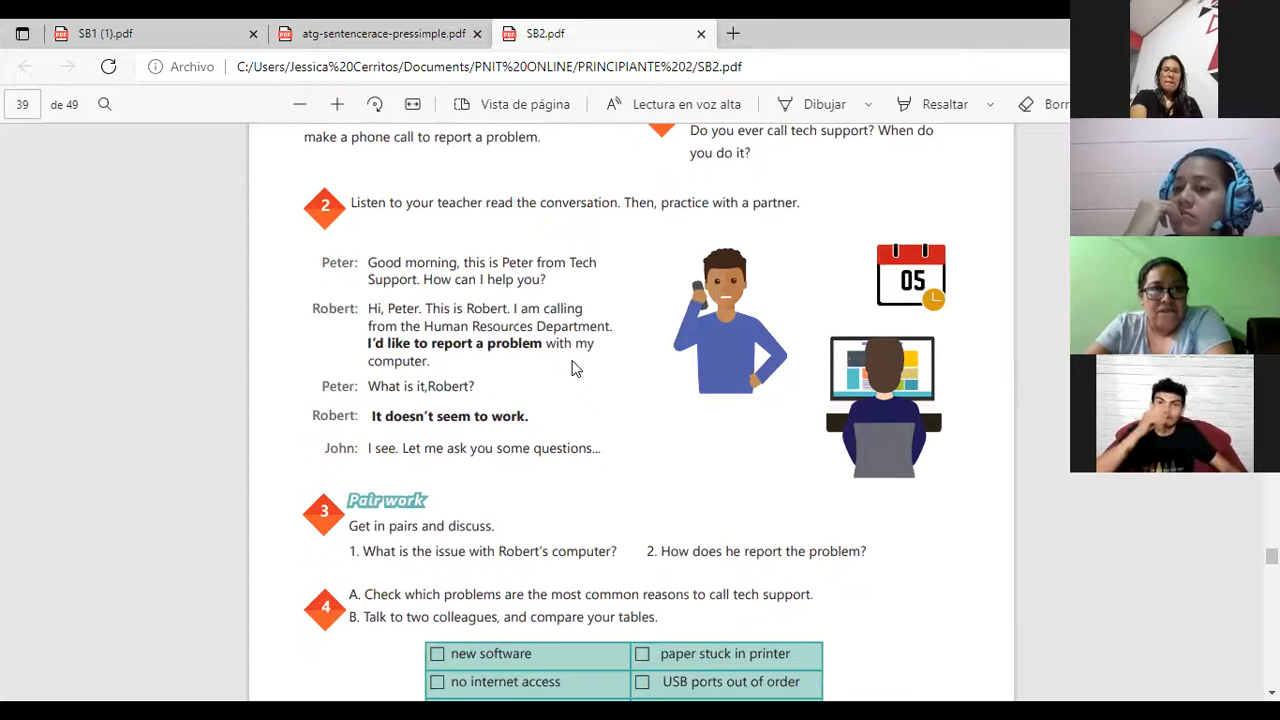 SB1 (1).pdf
atg-sentencerace-pressimple.pdf
SB2.pdf
Archivo
C:/Users/Jessica%20Cerritos/Documents/PNIT%20ONLINE/PRINCIPIANTE%202/SB2.pdf
39 de 49
Vista de página
Lectura en voz alta
Dibujar
Resaltar
Borr
make a phone call to report a problem.
Do you ever call tech support? When do
you do it?
2 Listen to your teacher read the conversation. Then, practice with a partner.
Peter: Good morning, this is Peter from Tech
Support. How can I help you?
Robert: Hi, Peter. This is Robert. I am calling
from the Human Resources Department.
I'd like to report a problem with my
computer.
Peter: What is it,Robert?
Robert: It doesn't seem to work.
John: I see. Let me ask you some questions...
05
3 Pair work
Get in pairs and discuss.
1. What is the issue with Robert's computer? 2. How does he report the problem?
4 A. Check which problems are the most common reasons to call tech support.
B. Talk to two colleagues, and compare your tables.
new software
paper stuck in printer
no internet access
USB ports out of order